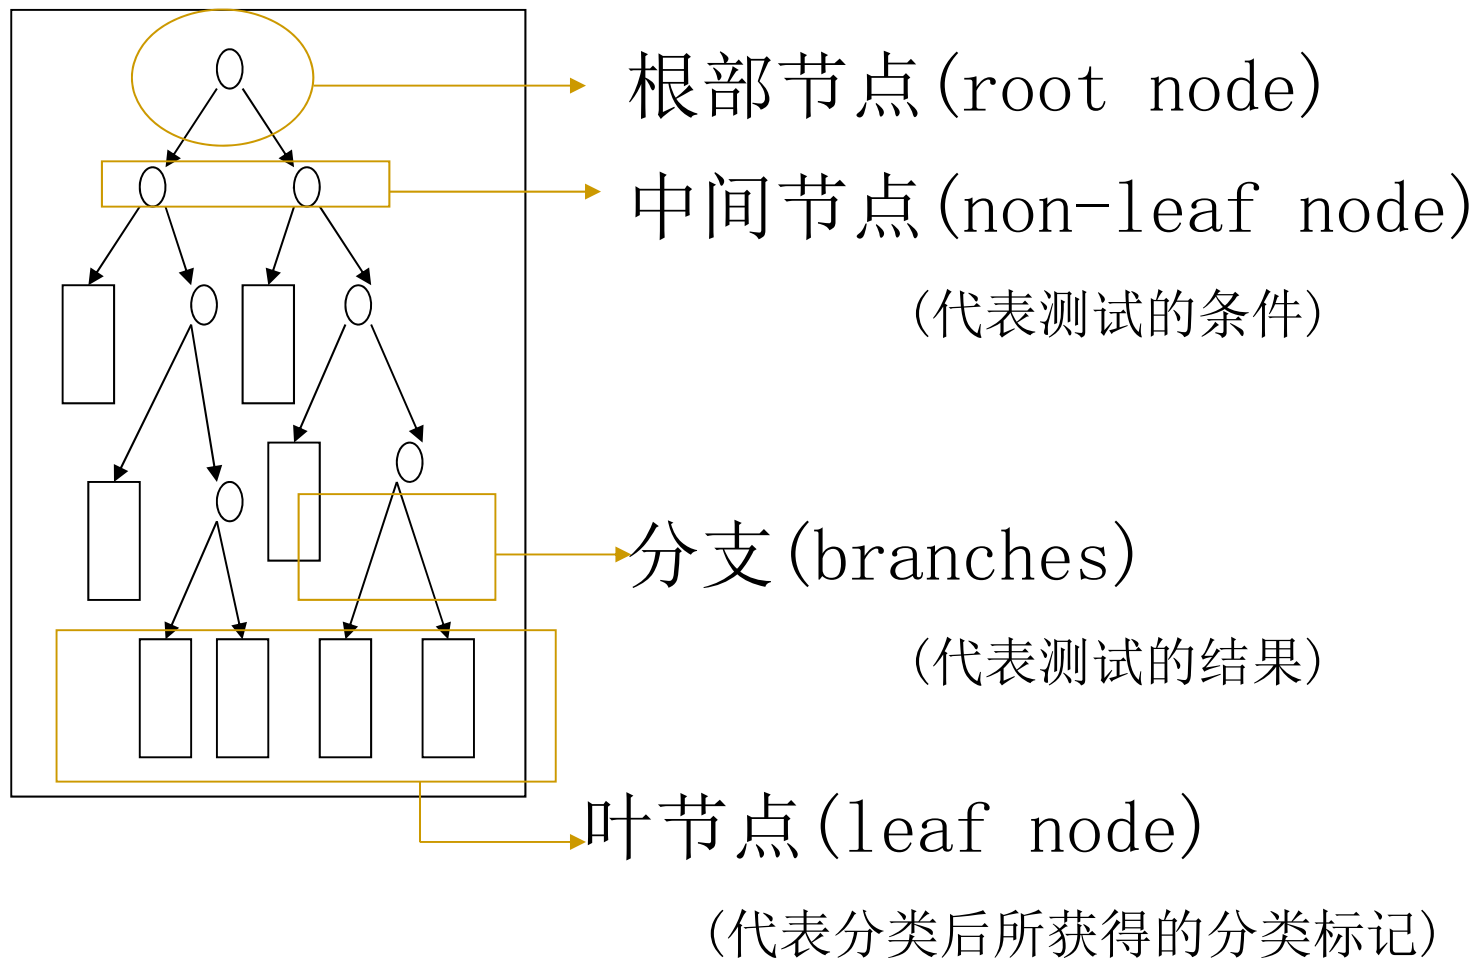 根部节点(root node)
中间节点(non-leaf node)
(代表测试的条件)
分支(branches)
(代表测试的结果)
叶节点(leaf node)
(代表分类后所获得的分类标记)